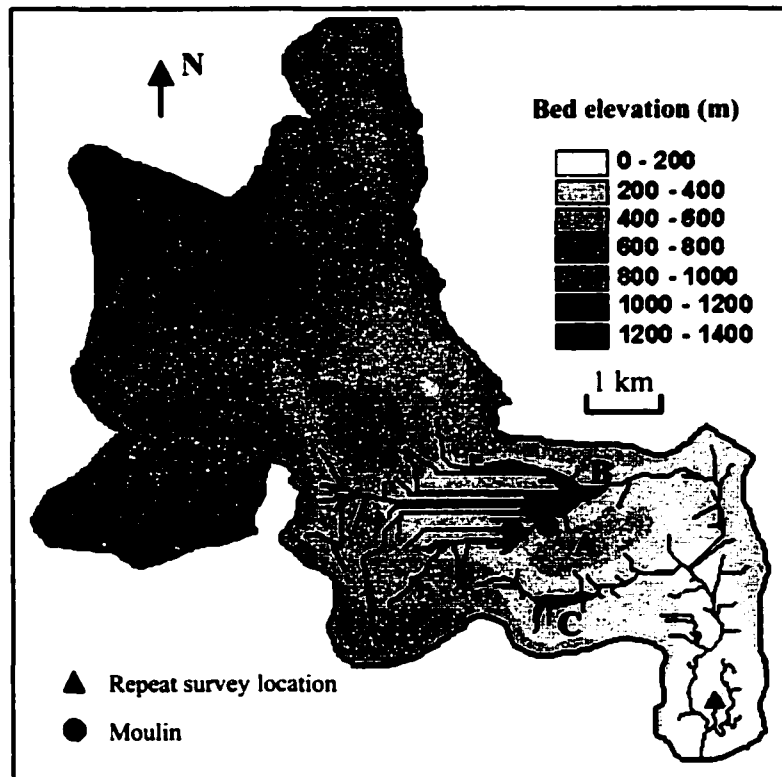 N
Bed elevation (m)
0 - 200
200 - 400
400 - 600
600 - 800
800 - 1000
1000 - 1200
1200 - 1400
1 km
B
A
C
Repeat survey location
Moulin